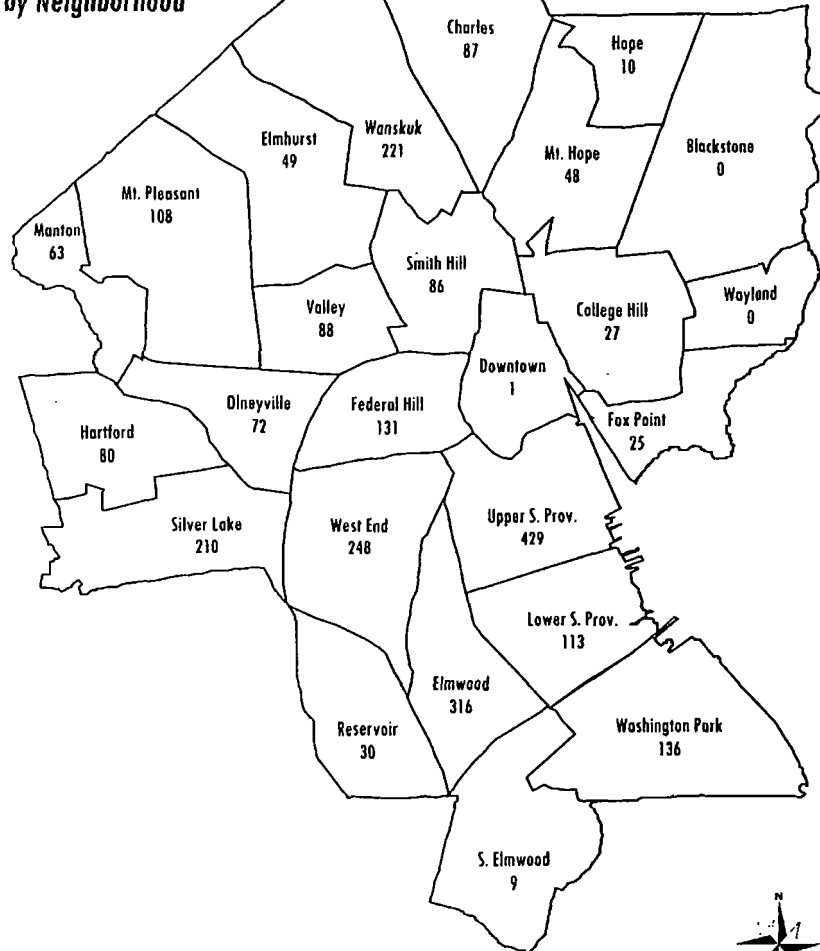 by Neighborhood
Charles
87
Hope
10
Wanskuk
221
Elmhurst
49
Blackstone
0
Mt. Hope
48
Mt. Pleasant
108
Manton
63
Smith Hill
86
Valley
88
College Hill
27
Wayland
0
Downtown
1
Olneyville
72
Federal Hill
131
Fox Point
25
Hartford
80
Silver Lake
210
West End
248
Upper S. Prov.
429
Lower S. Prov.
113
Elmwood
316
Reservoir
30
Washington Park
136
S. Elmwood
9
N